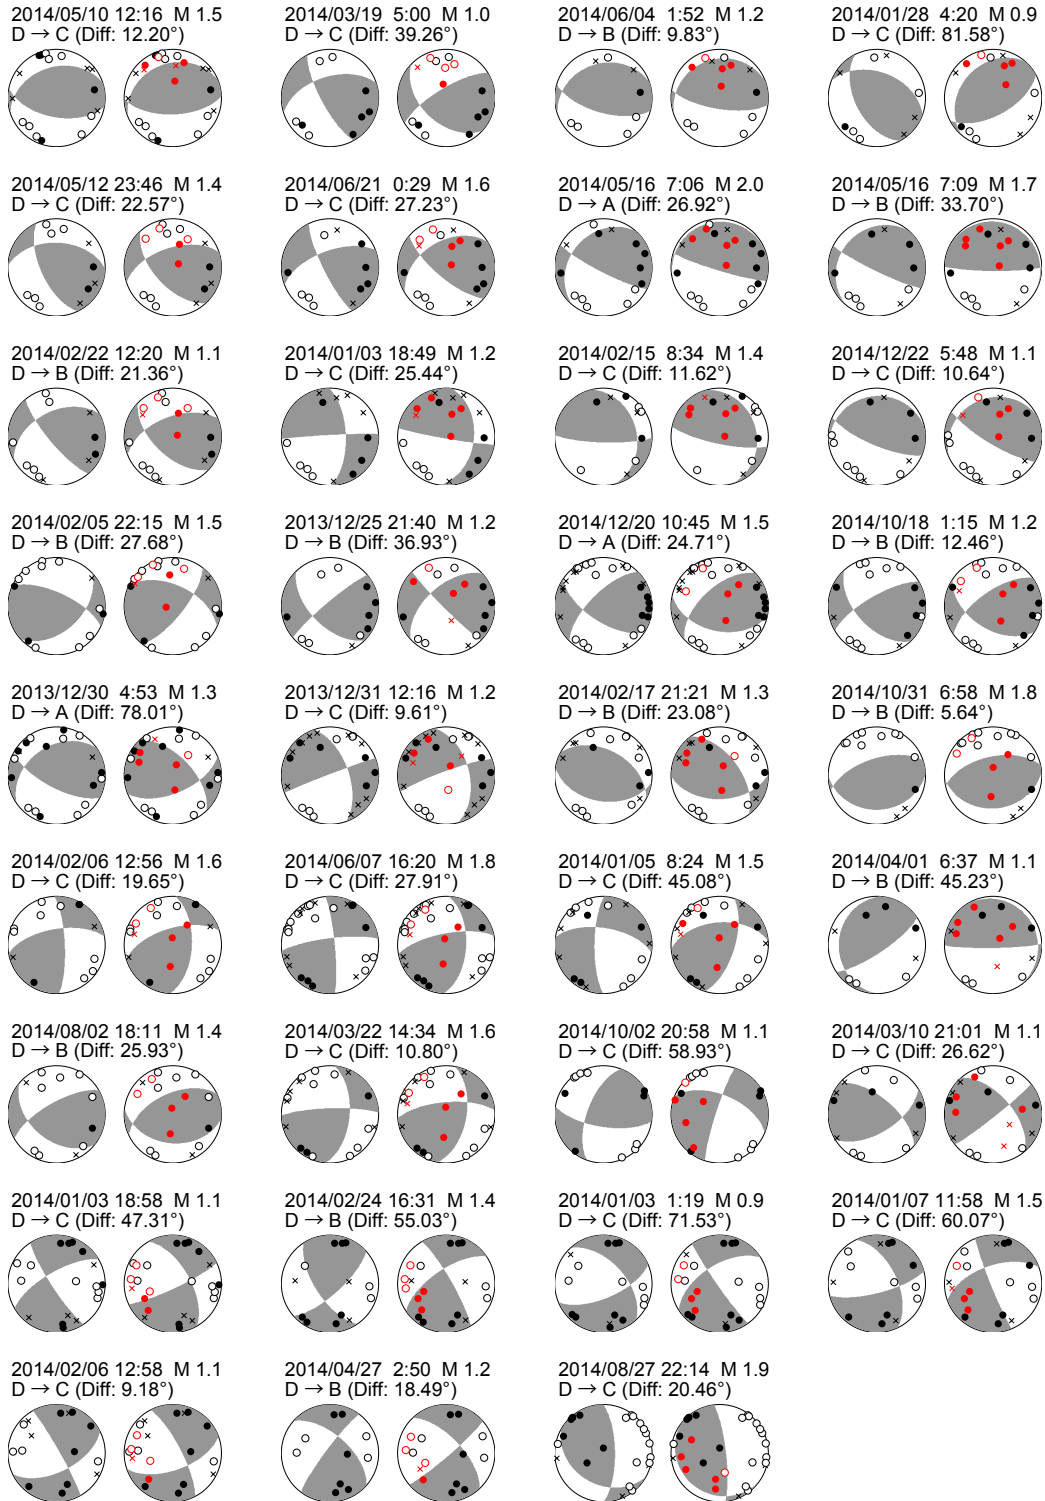 2014/05/10 12:16 M 1.5
D → C (Diff: 12.20°)
2014/03/19 5:00 M 1.0
D → C (Diff: 39.26°)
2014/06/04 1:52 M 1.2
D → B (Diff: 9.83°)
2014/01/28 4:20 M 0.9
D → C (Diff: 81.58°)
2014/05/12 23:46 M 1.4
D → C (Diff: 22.57°)
2014/06/21 0:29 M 1.6
D → C (Diff: 27.23°)
2014/05/16 7:06 M 2.0
D → A (Diff: 26.92°)
2014/05/16 7:09 M 1.7
D → B (Diff: 33.70°)
2014/02/22 12:20 M 1.1
D → B (Diff: 21.36°)
2014/01/03 18:49 M 1.2
D → C (Diff: 25.44°)
2014/02/15 8:34 M 1.4
D → C (Diff: 11.62°)
2014/12/22 5:48 M 1.1
D → C (Diff: 10.64°)
2014/02/05 22:15 M 1.5
D → B (Diff: 27.68°)
2013/12/25 21:40 M 1.2
D → B (Diff: 36.93°)
2014/12/20 10:45 M 1.5
D → A (Diff: 24.71°)
2014/10/18 1:15 M 1.2
D → B (Diff: 12.46°)
2013/12/30 4:53 M 1.3
D → A (Diff: 78.01°)
2013/12/31 12:16 M 1.2
D → C (Diff: 9.61°)
2014/02/17 21:21 M 1.3
D → B (Diff: 23.08°)
2014/10/31 6:58 M 1.8
D → B (Diff: 5.64°)
2014/02/06 12:56 M 1.6
D → C (Diff: 19.65°)
2014/06/07 16:20 M 1.8
D → C (Diff: 27.91°)
2014/01/05 8:24 M 1.5
D → C (Diff: 45.08°)
2014/04/01 6:37 M 1.1
D → B (Diff: 45.23°)
2014/08/02 18:11 M 1.4
D → B (Diff: 25.93°)
2014/03/22 14:34 M 1.6
D → C (Diff: 10.80°)
2014/10/02 20:58 M 1.1
D → C (Diff: 58.93°)
2014/03/10 21:01 M 1.1
D → C (Diff: 26.62°)
2014/01/03 18:58 M 1.1
D → C (Diff: 47.31°)
2014/02/24 16:31 M 1.4
D → B (Diff: 55.03°)
2014/01/03 1:19 M 0.9
D → C (Diff: 71.53°)
2014/01/07 11:58 M 1.5
D → C (Diff: 60.07°)
2014/02/06 12:58 M 1.1
D → C (Diff: 9.18°)
2014/04/27 2:50 M 1.2
D → B (Diff: 18.49°)
2014/08/27 22:14 M 1.9
D → C (Diff: 20.46°)